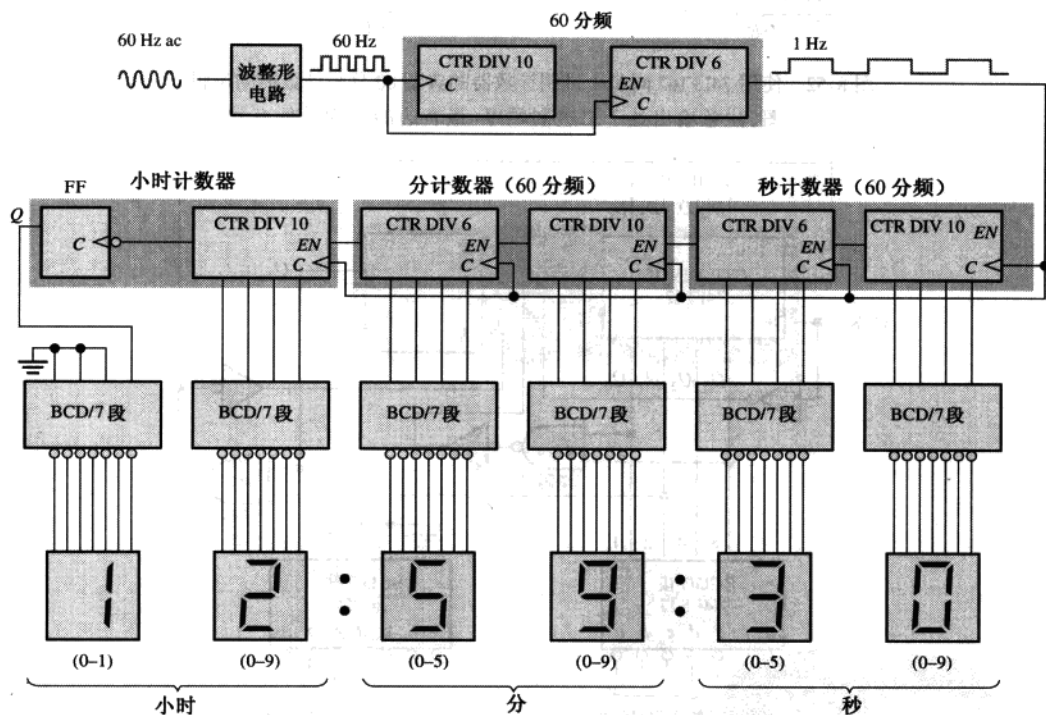 60 分频
60 Hz ac
60 Hz
1 Hz
波整形
电路
CTR DIV 10
C
CTR DIV 6
EN
C
FF
小时计数器
分计数器（60 分频）
秒计数器（60 分频）
Q
C
CTR DIV 10
EN
C
CTR DIV 6
EN
C
CTR DIV 10
EN
C
CTR DIV 6
EN
C
CTR DIV 10
EN
C
BCD/7 段
BCD/7 段
BCD/7 段
BCD/7 段
BCD/7 段
BCD/7 段
1 2 : 5 9 : 3 0
(0–1)
(0–9)
(0–5)
(0–9)
(0–5)
(0–9)
小时
分
秒